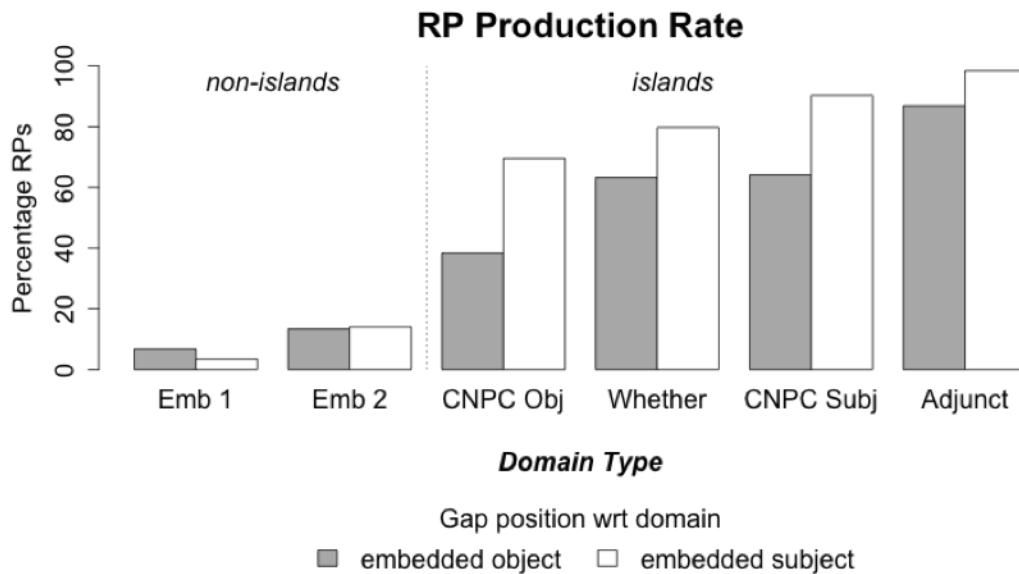 RP Production Rate
non-islands islands
Percentage RPs
100
80
60
40
20
0
Emb 1 Emb 2 CNPC Obj Whether CNPC Subj Adjunct
Domain Type
Gap position wrt domain
embedded object embedded subject